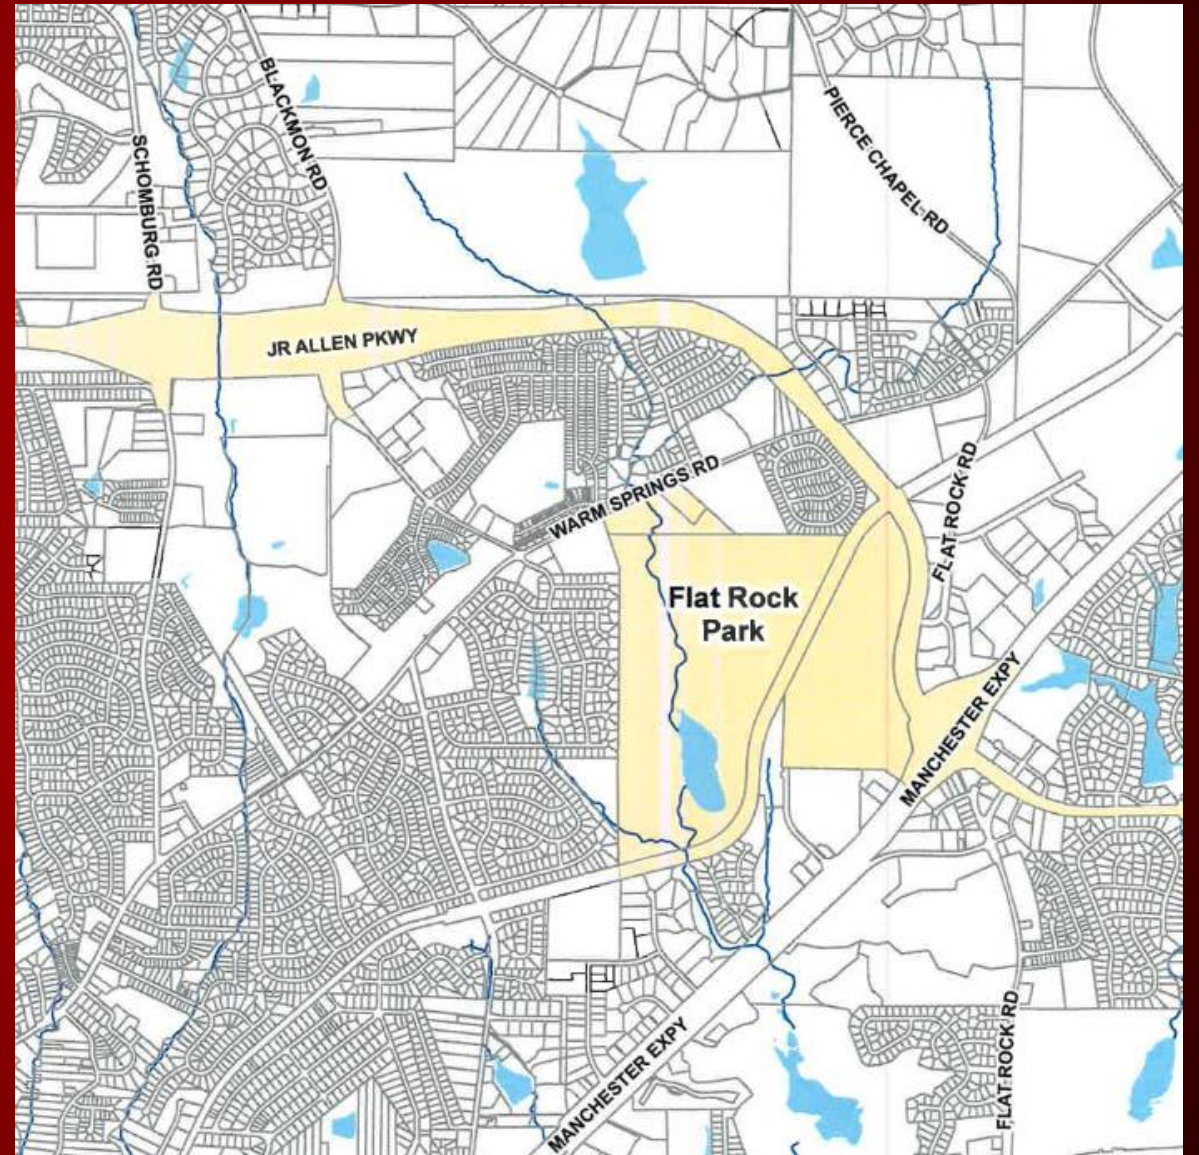 BLACKMON RD
PIERCE CHAPEL RD
SCHOMBURG RD
JR ALLEN PKWY
WARM SPRINGS RD
FLAT ROCK RD
Flat Rock
Park
MANCHESTER EXPY
FLAT ROCK RD
MANCHESTER EXPY